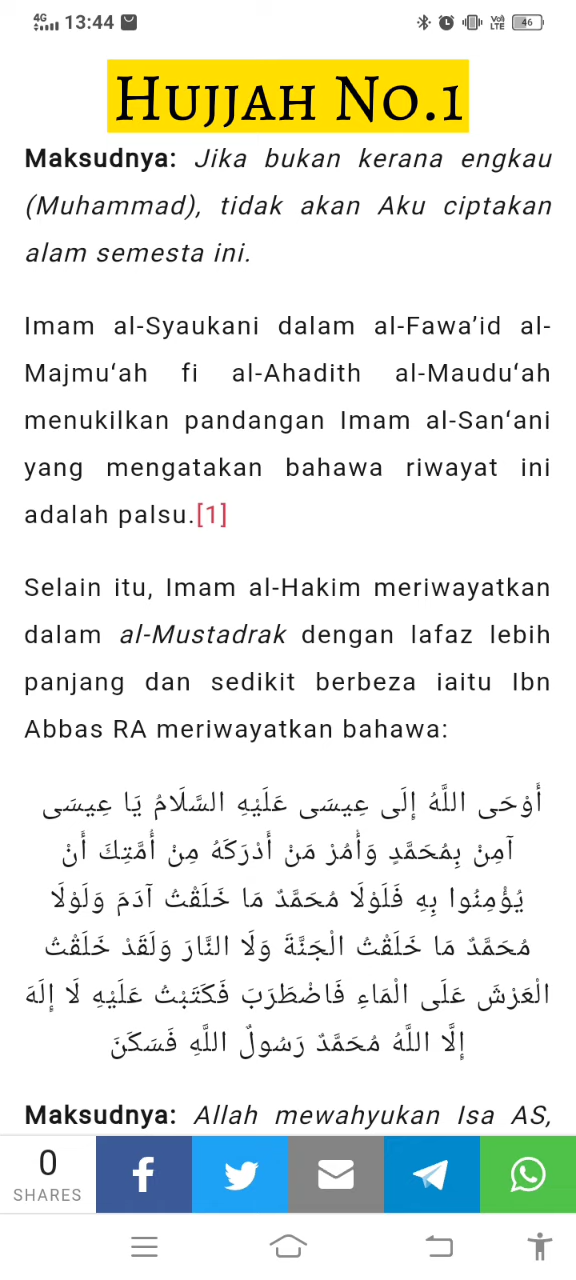 4G 13:44 Vo) LTE 46
HUJJAH NO.1
Maksudnya: Jika bukan kerana engkau
(Muhammad), tidak akan Aku ciptakan
alam semesta ini.
Imam al-Syaukani dalam al-Fawa’id al-
Majmu‘ah fi al-Ahadith al-Maudu‘ah
menukilkan pandangan Imam al-San‘ani
yang mengatakan bahawa riwayat ini
adalah palsu.[1]
Selain itu, Imam al-Hakim meriwayatkan
dalam al-Mustadrak dengan lafaz lebih
panjang dan sedikit berbeza iaitu Ibn
Abbas RA meriwayatkan bahawa:
أَوْحَى اللَّهُ إِلَى عِيسَى عَلَيْهِ السَّلَامُ يَا عِيسَى
آمِنْ بِمُحَمَّدٍ وَأْمُرْ مَنْ أَدْرَكَهُ مِنْ أُمَّتِكَ أَنْ
يُؤْمِنُوا بِهِ فَلَوْلَا مُحَمَّدٌ مَا خَلَقْتُ آدَمَ وَلَوْلَا
مُحَمَّدٌ مَا خَلَقْتُ الْجَنَّةَ وَلَا النَّارَ وَلَقَدْ خَلَقْتُ
الْعَرْشَ عَلَى الْمَاءِ فَاضْطَرَبَ فَكَتَبْتُ عَلَيْهِ لَا إِلَهَ
إِلَّا اللَّهُ مُحَمَّدٌ رَسُولُ اللَّهِ فَسَكَنَ
Maksudnya: Allah mewahyukan Isa AS,
0
SHARES